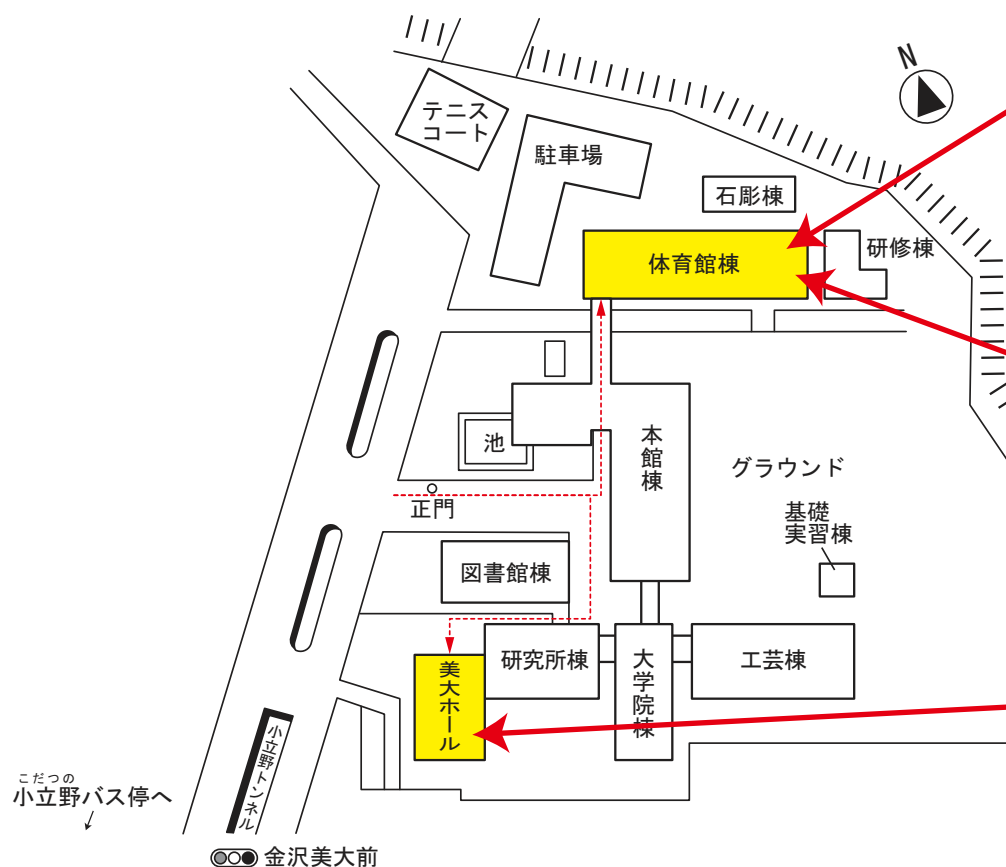 N
テニス
コート
駐車場
石彫棟
体育館棟
研修棟
本館棟
池
グラウンド
正門
基礎
実習棟
図書館棟
研究所棟
大学院棟
工芸棟
美大ホール
小立野トンネル
こだつの
小立野バス停へ
金沢美大前